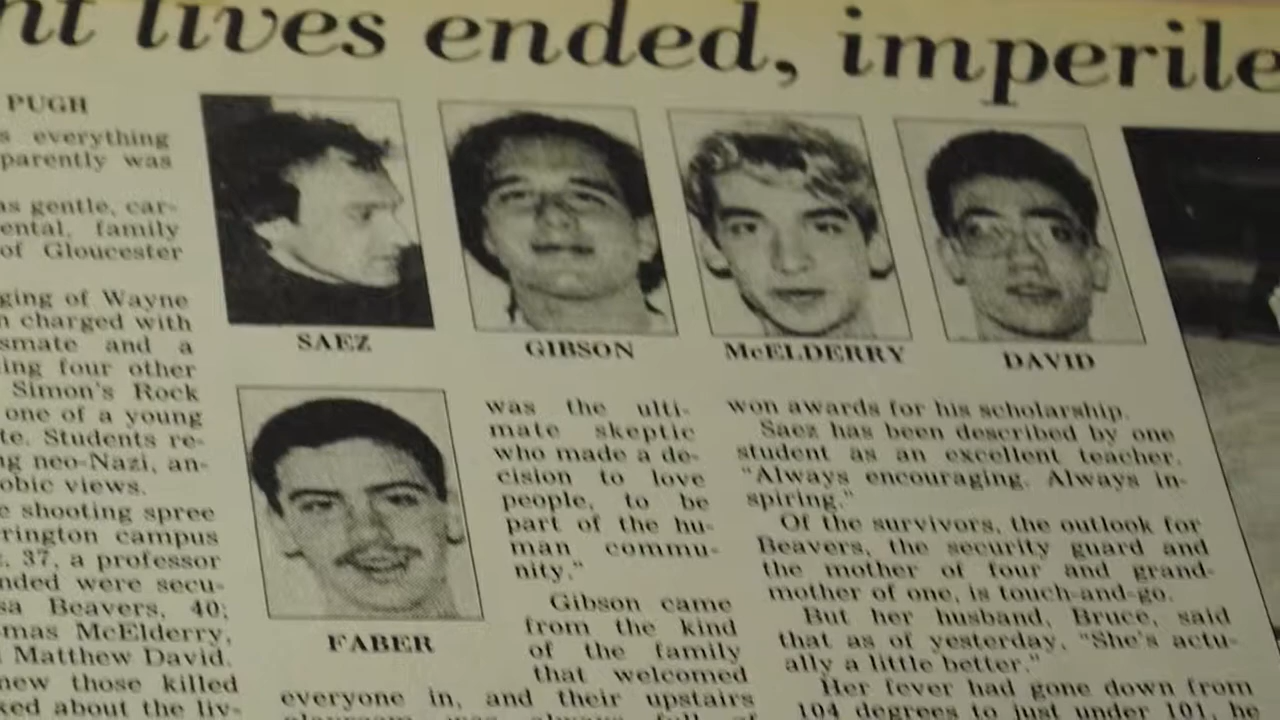 nt lives ended, imperile
PUGH
s everything
parently was
as gentle, car-
ental, family
of Gloucester
ging of Wayne
n charged with
smate and a
ing four other
Simon's Rock
one of a young
te. Students re-
ng neo-Nazi, an-
obic views.
e shooting spree
rrington campus
37, a professor
nded were secu-
sa Beavers, 40;
omas McElderry,
Matthew David.
new those killed
ked about the liv-
SAEZ
GIBSON
McELDERRY
DAVID
FABER
was the ulti-
mate skeptic
who made a de-
cision to love
people, to be
part of the hu-
man commu-
nity."
Gibson came
from the kind
of the family
that welcomed
everyone in, and their upstairs
playroom was always full of
won awards for his scholarship.
Saez has been described by one
student as an excellent teacher.
"Always encouraging. Always in-
spiring."
Of the survivors, the outlook for
Beavers, the security guard and
the mother of four and grand-
mother of one, is touch-and-go.
But her husband, Bruce, said
that as of yesterday, "She's actu-
ally a little better."
Her fever had gone down from
104 degrees to just under 101, he